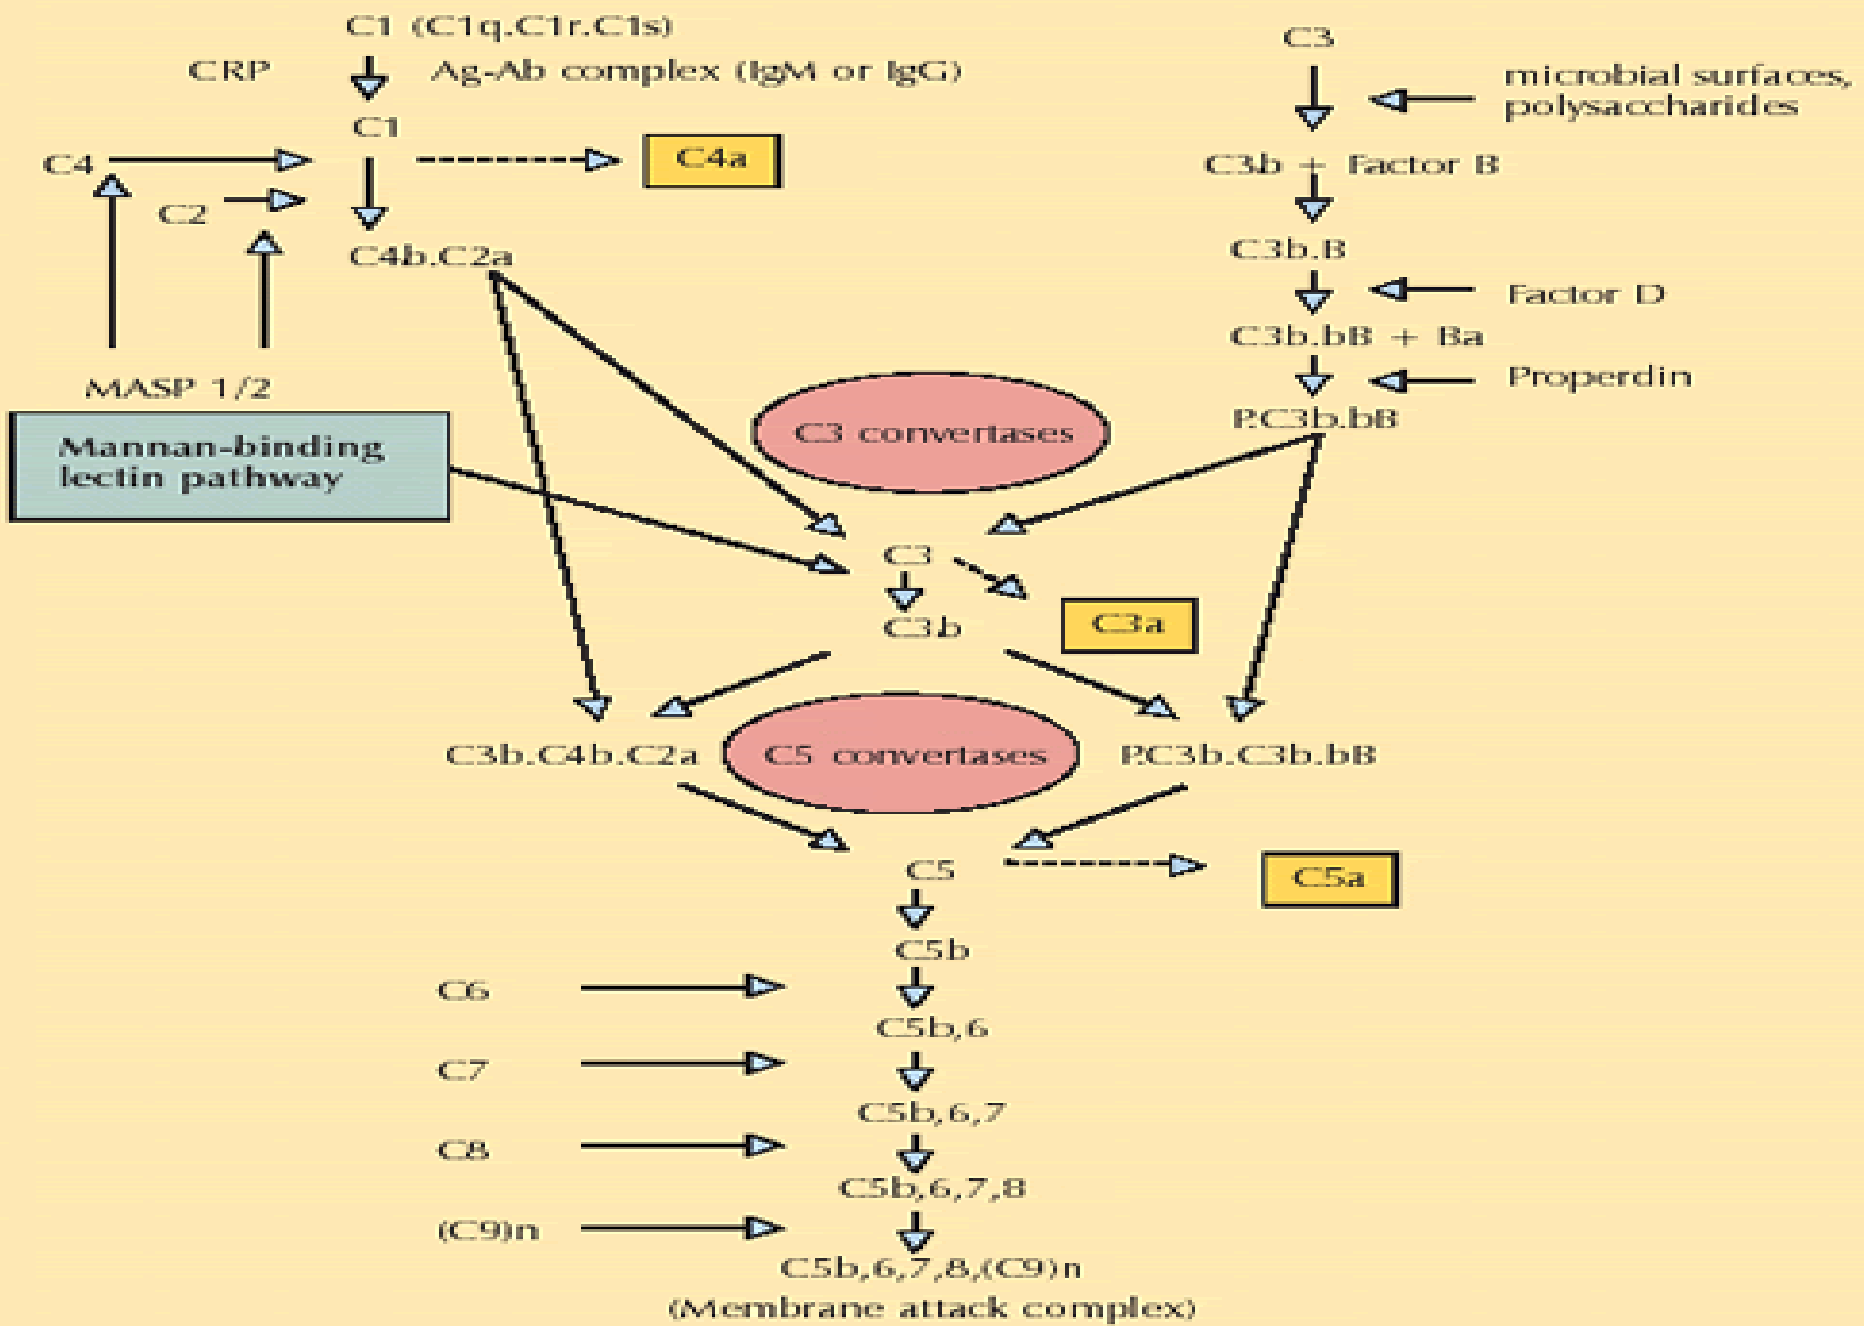 C1 (C1q.C1r.C1s)
CRP
Ag-Ab complex (IgM or IgG)
C1
C4
C4a
C2
C4b.C2a
MASP 1/2
Mannan-binding
lectin pathway
C3
microbial surfaces,
polysaccharides
C3b + Factor B
C3b.B
Factor D
C3b.bB + Ba
Properdin
P.C3b.bB
C3 convertases
C3
C3b
C3a
C3b.C4b.C2a
C5 convertases
P.C3b.C3b.bB
C5
C5a
C5b
C6
C5b,6
C7
C5b,6,7
C8
C5b,6,7,8
(C9)n
C5b,6,7,8,(C9)n
(Membrane attack complex)